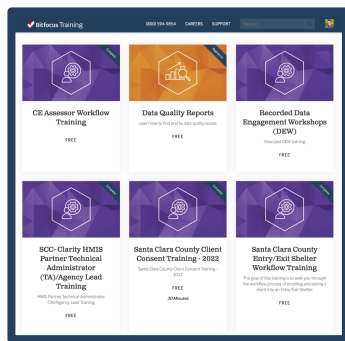 Bitfocus Training
(800) 594-9854 CAREERS SUPPORT Search
CE Assessor Workflow
Training
FREE
Data Quality Reports
Learn how to find and fix data quality issues.
FREE
Recorded Data
Engagement Workshops
(DEW)
View past DEW training.
FREE
SCC- Clarity HMIS
Partner Technical
Administrator
(TA)/Agency Lead
Training
HMIS Partner Technical Administrator
(TA)/Agency Lead Training
FREE
Santa Clara County Client
Consent Training - 2022
Santa Clara County Client Consent Training -
2022
FREE
30 Minutes
Santa Clara County
Entry/Exit Shelter
Workflow Training
The goal of this training is to walk you through
the workflow process of enrolling and exiting a
client into an Entry/Exit Shelter.
FREE